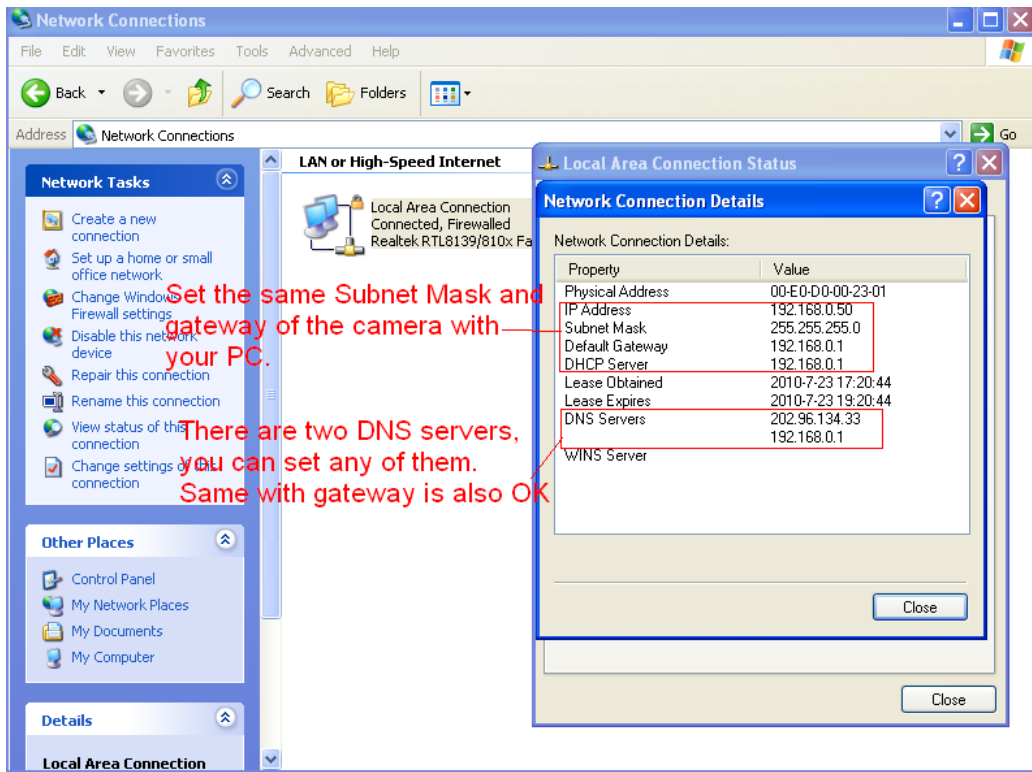 Network Connections
File Edit View Favorites Tools Advanced Help
Back Search Folders
Address Network Connections Go
Network Tasks
Create a new
connection
Set up a home or small
office network
Change Windows
Firewall settings
Disable this network
device
Repair this connection
Rename this connection
View status of this
connection
Change settings of this
connection
Other Places
Control Panel
My Network Places
My Documents
My Computer
Details
Local Area Connection
LAN or High-Speed Internet
Local Area Connection
Connected, Firewalled
Realtek RTL8139/810x Fa
Set the same Subnet Mask and
gateway of the camera with
your PC.
There are two DNS servers,
you can set any of them.
Same with gateway is also OK
Local Area Connection Status
Network Connection Details
Network Connection Details:
Property Value
Physical Address 00-E0-D0-00-23-01
IP Address 192.168.0.50
Subnet Mask 255.255.255.0
Default Gateway 192.168.0.1
DHCP Server 192.168.0.1
Lease Obtained 2010-7-23 17:20:44
Lease Expires 2010-7-23 19:20:44
DNS Servers 202.96.134.33
192.168.0.1
WINS Server
Close
Close